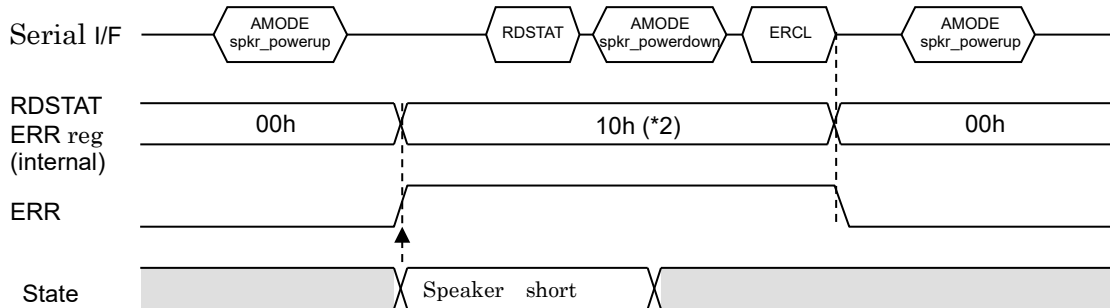 Serial I/F
AMODE
spkr_powerup
RDSTAT
AMODE
spkr_powerdown
ERCL
AMODE
spkr_powerup
RDSTAT
ERR reg
(internal)
00h
10h (*2)
00h
ERR
State
Speaker short